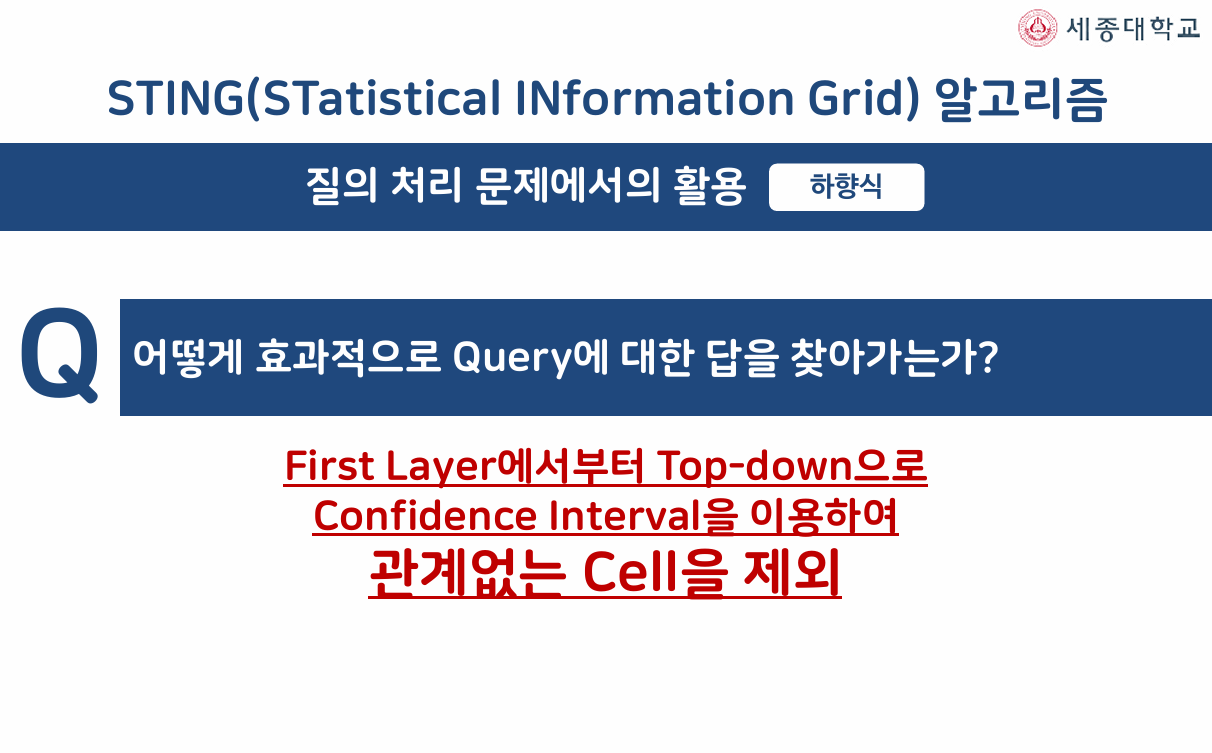 세종대학교
STING(STatistical INformation Grid) 알고리즘
질의 처리 문제에서의 활용 하향식
Q 어떻게 효과적으로 Query에 대한 답을 찾아가는가?
First Layer에서부터 Top-down으로
Confidence Interval을 이용하여
관계없는 Cell을 제외